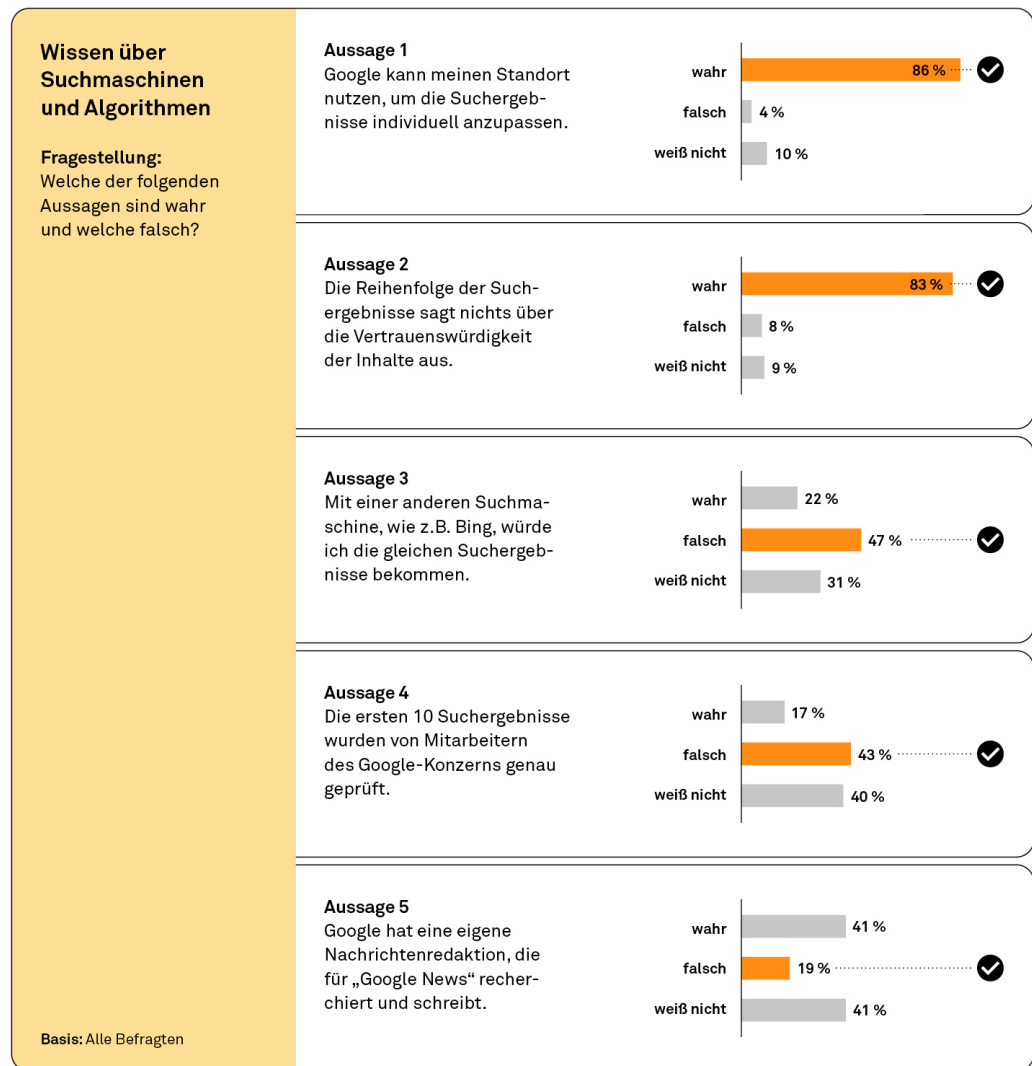 Wissen über
Suchmaschinen
und Algorithmen
Fragestellung:
Welche der folgenden
Aussagen sind wahr
und welche falsch?
Basis: Alle Befragten
Aussage 1
Google kann meinen Standort
nutzen, um die Suchergeb-
nisse individuell anzupassen.
wahr 86 %
falsch 4 %
weiß nicht 10 %
Aussage 2
Die Reihenfolge der Such-
ergebnisse sagt nichts über
die Vertrauenswürdigkeit
der Inhalte aus.
wahr 83 %
falsch 8 %
weiß nicht 9 %
Aussage 3
Mit einer anderen Suchma-
schine, wie z.B. Bing, würde
ich die gleichen Suchergeb-
nisse bekommen.
wahr 22 %
falsch 47 %
weiß nicht 31 %
Aussage 4
Die ersten 10 Suchergebnisse
wurden von Mitarbeitern
des Google-Konzerns genau
geprüft.
wahr 17 %
falsch 43 %
weiß nicht 40 %
Aussage 5
Google hat eine eigene
Nachrichtenredaktion, die
für „Google News“ recher-
chiert und schreibt.
wahr 41 %
falsch 19 %
weiß nicht 41 %